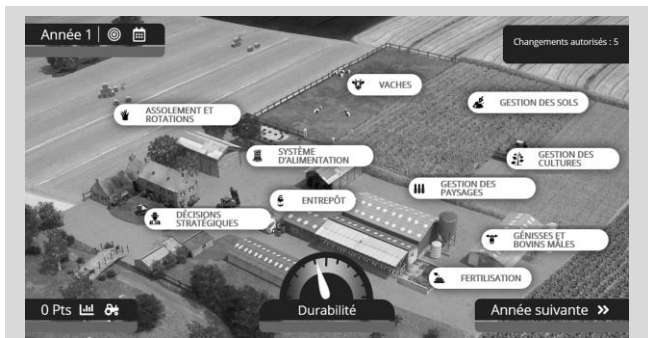 Année 1
Changements autorisés : 5
VACHES
GESTION DES SOLS
ASSOLEMENT ET
ROTATIONS
SYSTÈME
D'ALIMENTATION
GESTION DES
CULTURES
GESTION DES
PAYSAGES
ENTREPÔT
DÉCISIONS
STRATÉGIQUES
GÉNISSES ET
BOVINS MÂLES
FERTILISATION
0 Pts
Durabilité
Année suivante »